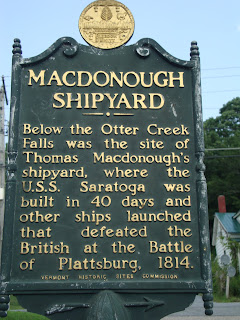 MACDONOUGH
SHIPYARD
Below the Otter Creek
Falls was the site of
Thomas Macdonough's
shipyard, where the
U.S.S. Saratoga was
built in 40 days and
other ships launched
that defeated the
British at the Battle
of Plattsburg, 1814.
VERMONT HISTORIC SITES COMMISSION